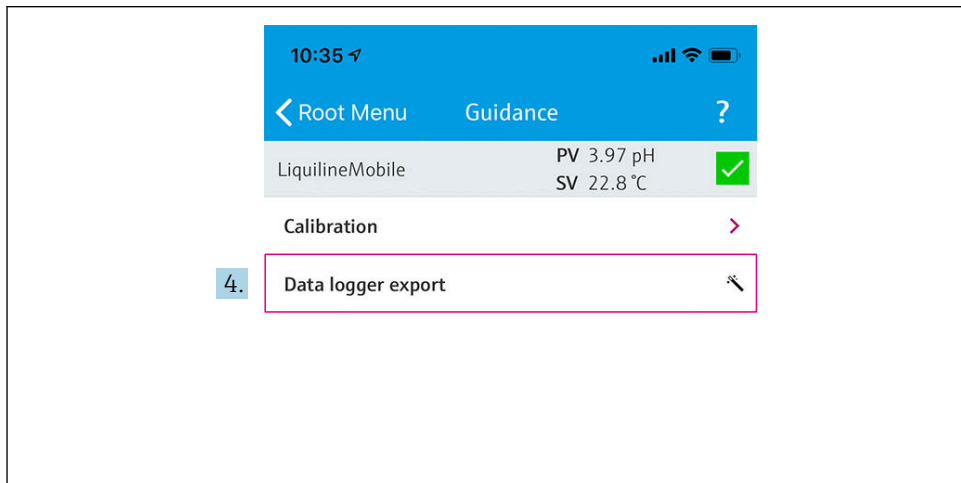 10:35
Root Menu Guidance ?
LiquilineMobile
PV 3.97 pH
SV 22.8 °C
Calibration
4. Data logger export